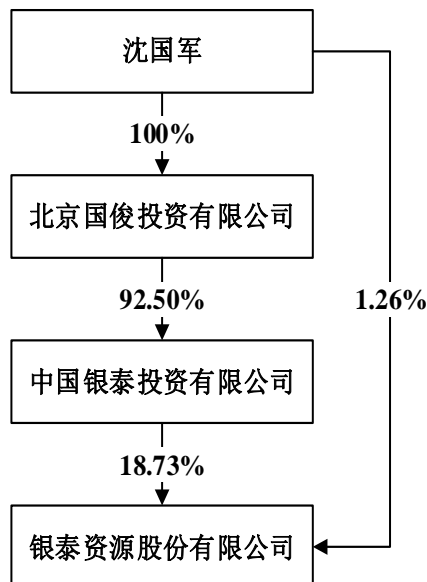 沈国军
100%
北京国俊投资有限公司
92.50%
1.26%
中国银泰投资有限公司
18.73%
银泰资源股份有限公司